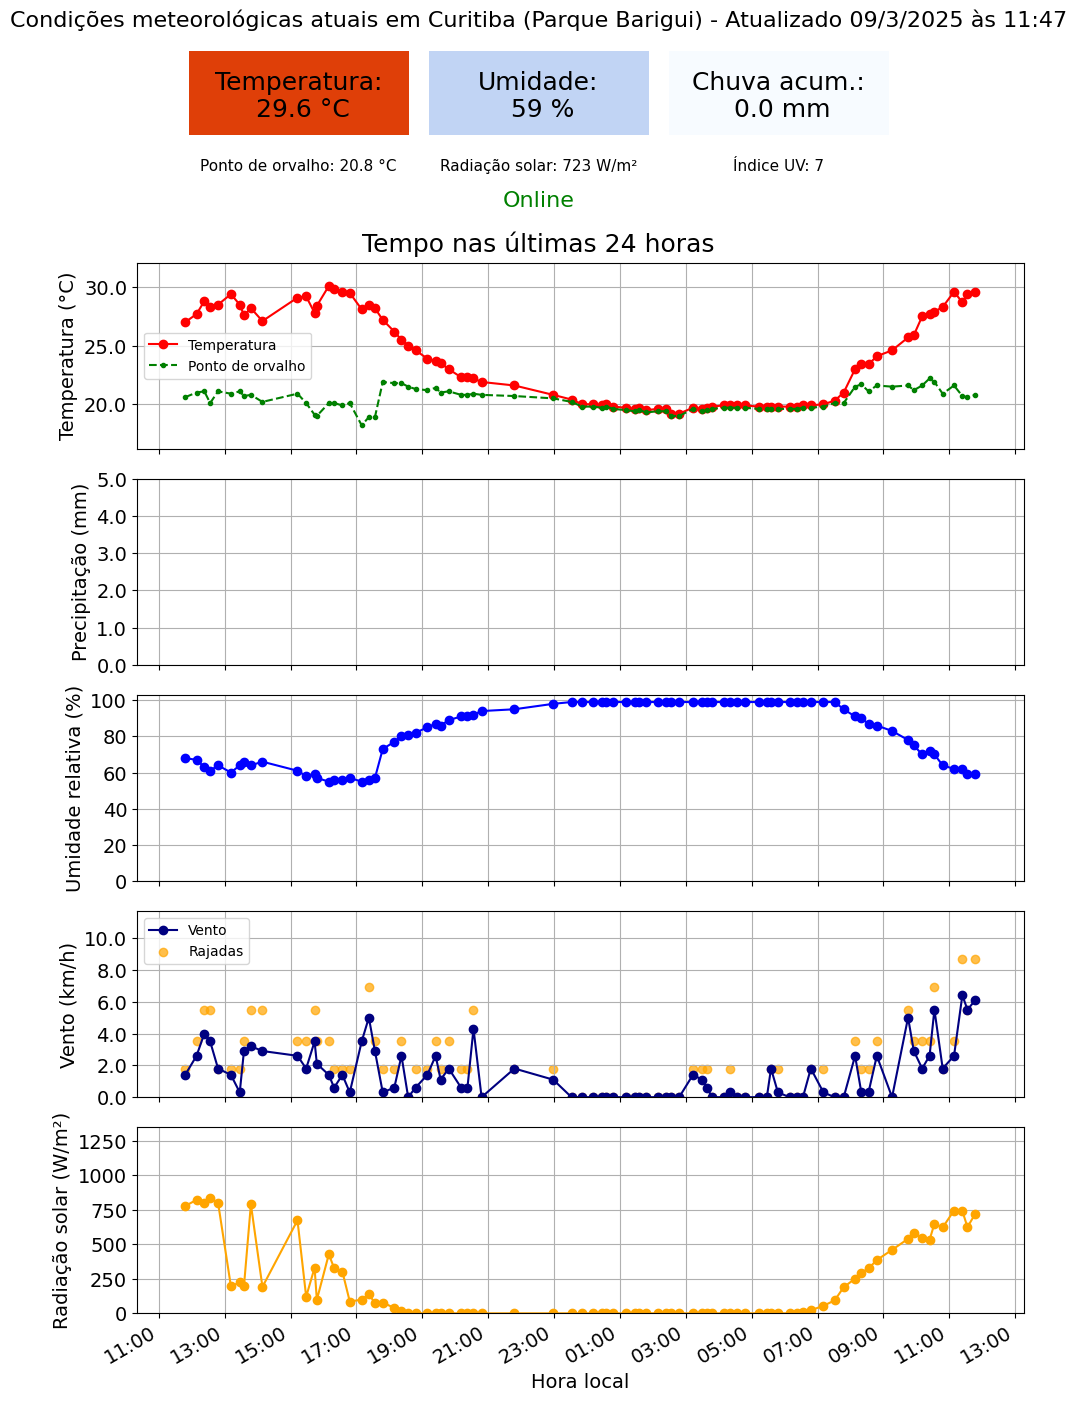 Condições meteorológicas atuais em Curitiba (Parque Barigui) - Atualizado 09/3/2025 às 11:47
Temperatura:
29.6 °C
Umidade:
59 %
Chuva acum.:
0.0 mm
Ponto de orvalho: 20.8 °C
Radiação solar: 723 W/m²
Índice UV: 7
Online
Tempo nas últimas 24 horas
Temperatura (°C)
30.0
25.0
20.0
Temperatura
Ponto de orvalho
Precipitação (mm)
5.0
4.0
3.0
2.0
1.0
0.0
Umidade relativa (%)
100
80
60
40
20
0
Vento (km/h)
10.0
8.0
6.0
4.0
2.0
0.0
Vento
Rajadas
Radiação solar (W/m²)
1250
1000
750
500
250
0
11:00
13:00
15:00
17:00
19:00
21:00
23:00
01:00
03:00
05:00
07:00
09:00
11:00
13:00
Hora local